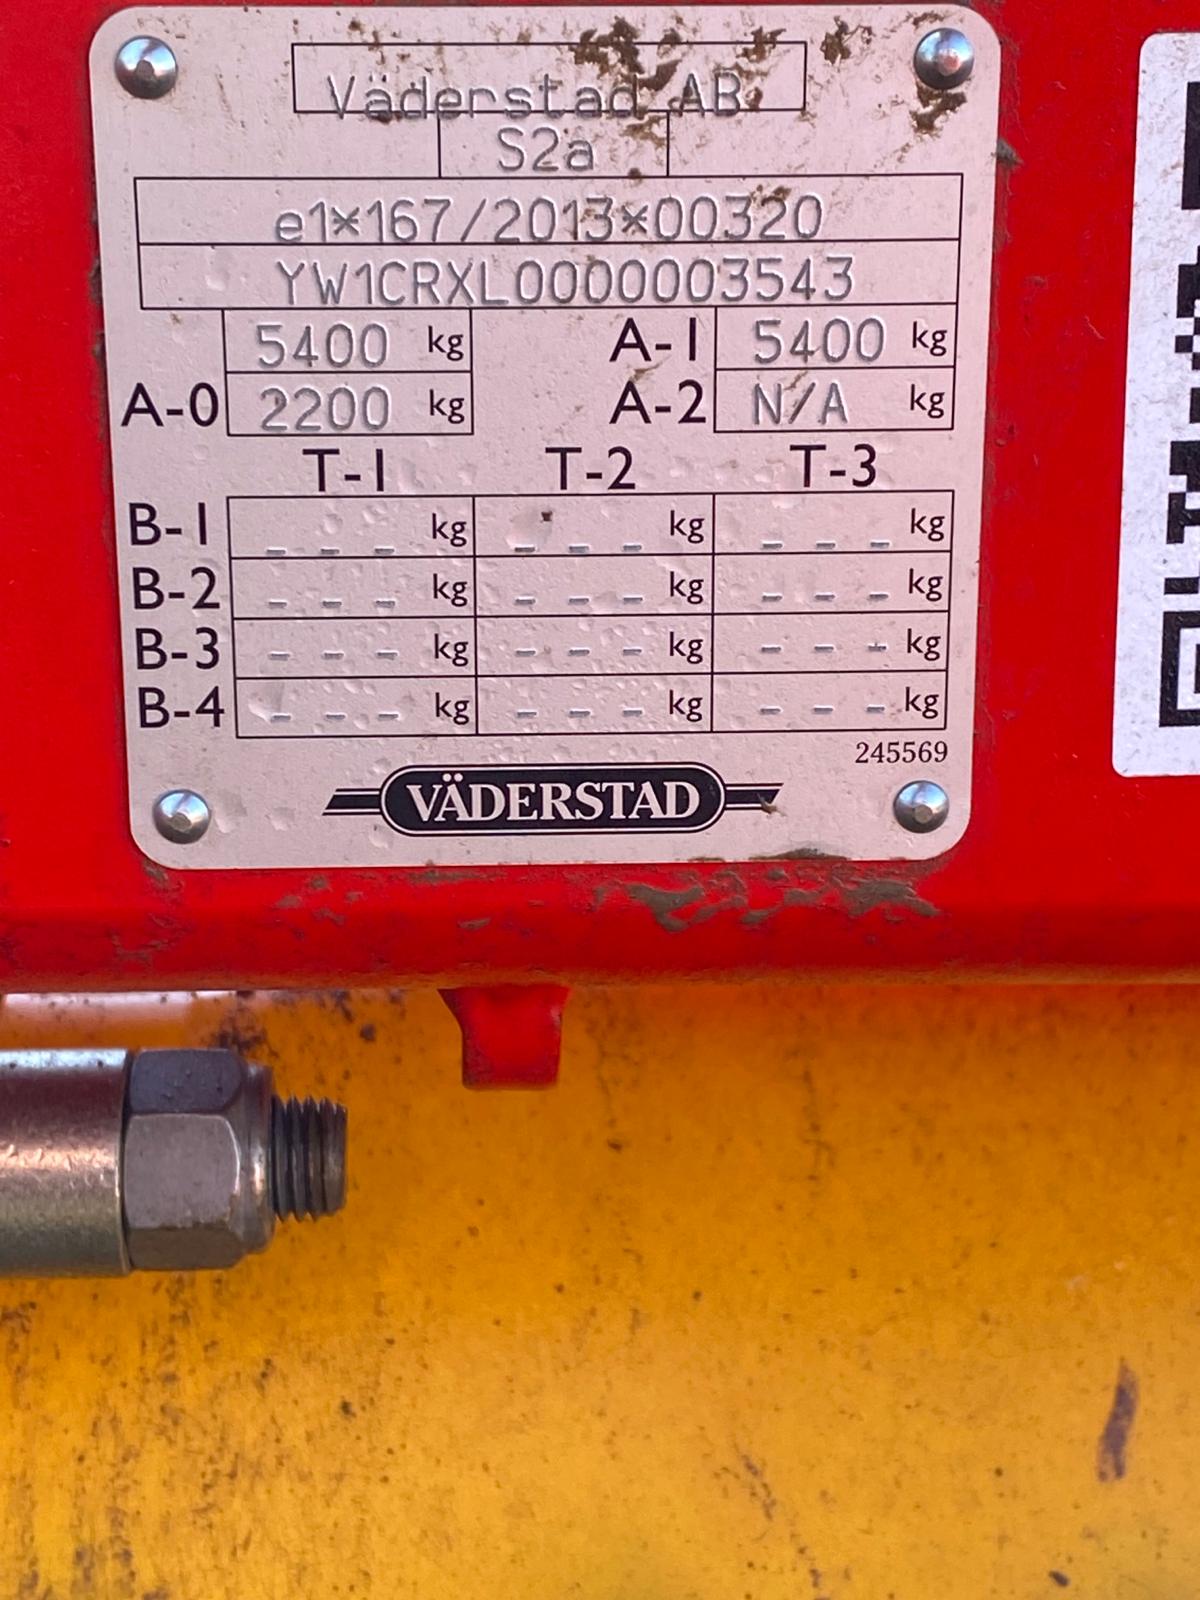 Väderstad AB
S2a
e1*167/2013*00320
YW1CRXL0000003543
5400 kg A-1 5400 kg
A-0 2200 kg A-2 N/A kg
T-1 T-2 T-3
B-1 _ _ _ kg _ _ _ kg _ _ _ kg
B-2 _ _ _ kg _ _ _ kg _ _ _ kg
B-3 - - - kg - - - kg - - - kg
B-4 - - - kg - - - kg - - - kg
245569
VÄDERSTAD